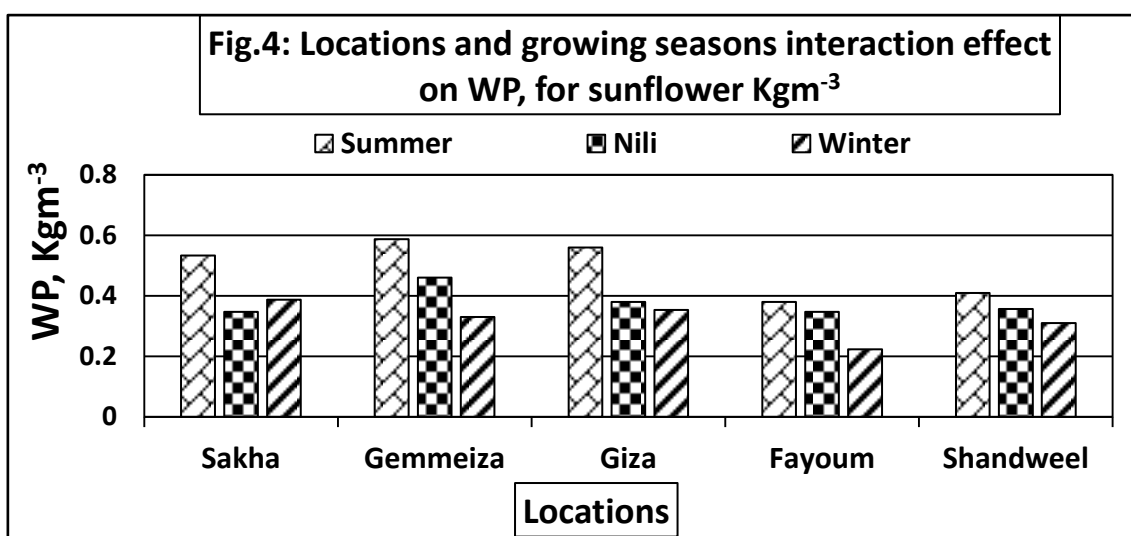 Fig.4: Locations and growing seasons interaction effect
on WP, for sunflower Kgm⁻³
Summer Nili Winter
WP, Kgm⁻³
0.8
0.6
0.4
0.2
0
Sakha Gemmeiza Giza Fayoum Shandweel
Locations